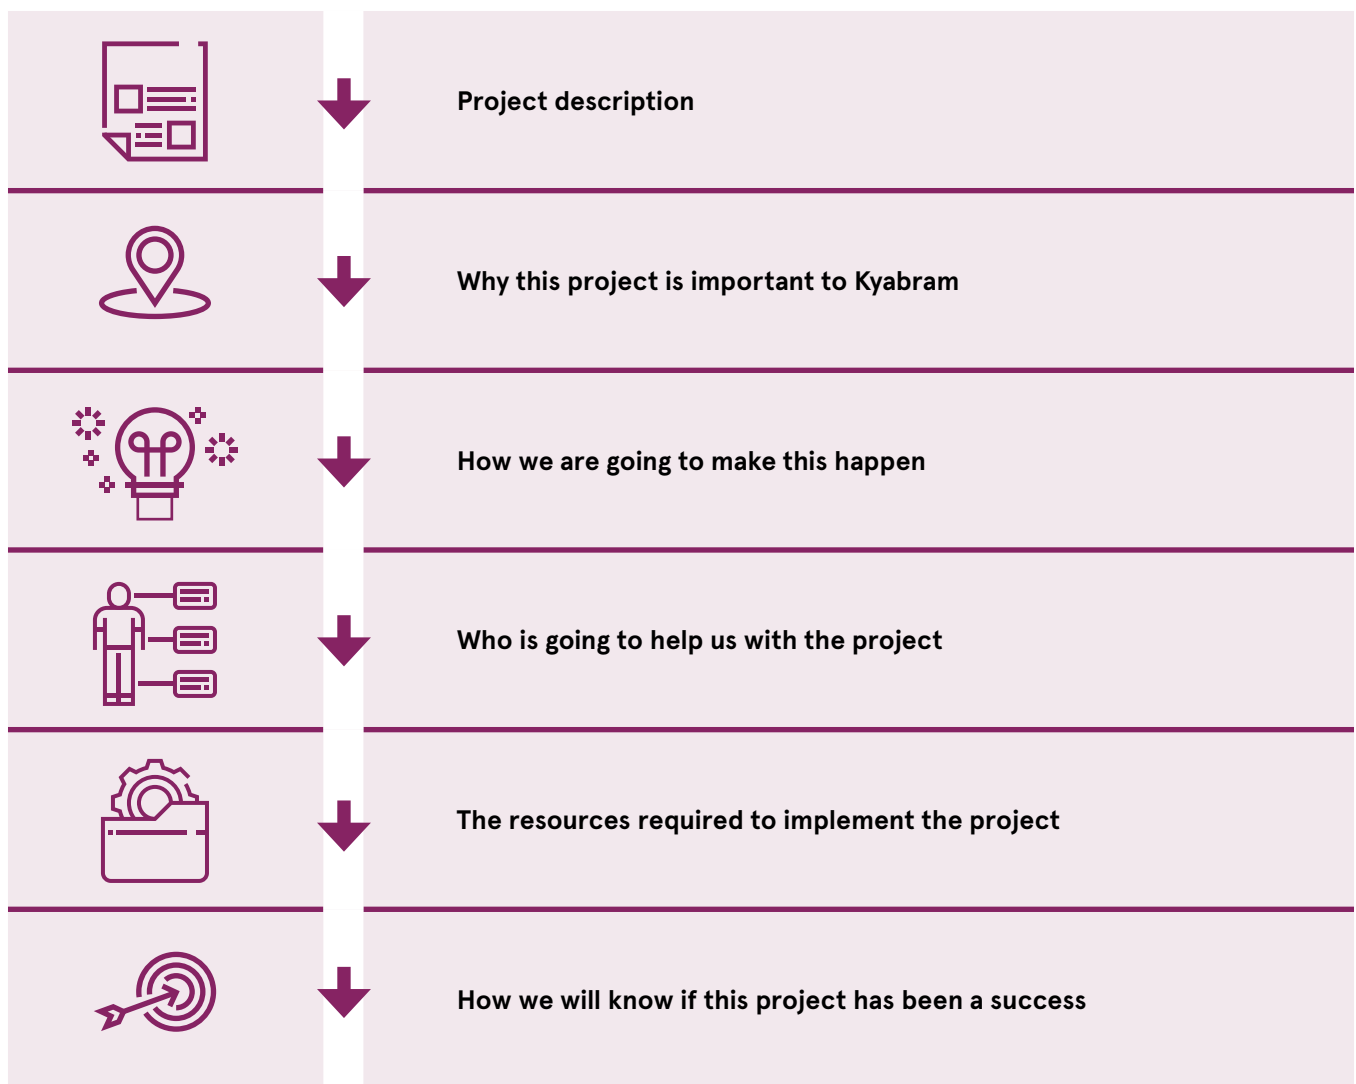 Project description
Why this project is important to Kyabram
How we are going to make this happen
Who is going to help us with the project
The resources required to implement the project
How we will know if this project has been a success